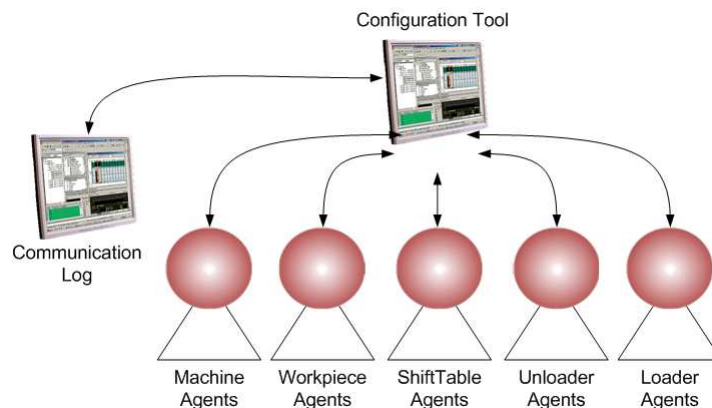 Configuration Tool
Communication
Log
Machine
Agents
Workpiece
Agents
ShiftTable
Agents
Unloader
Agents
Loader
Agents